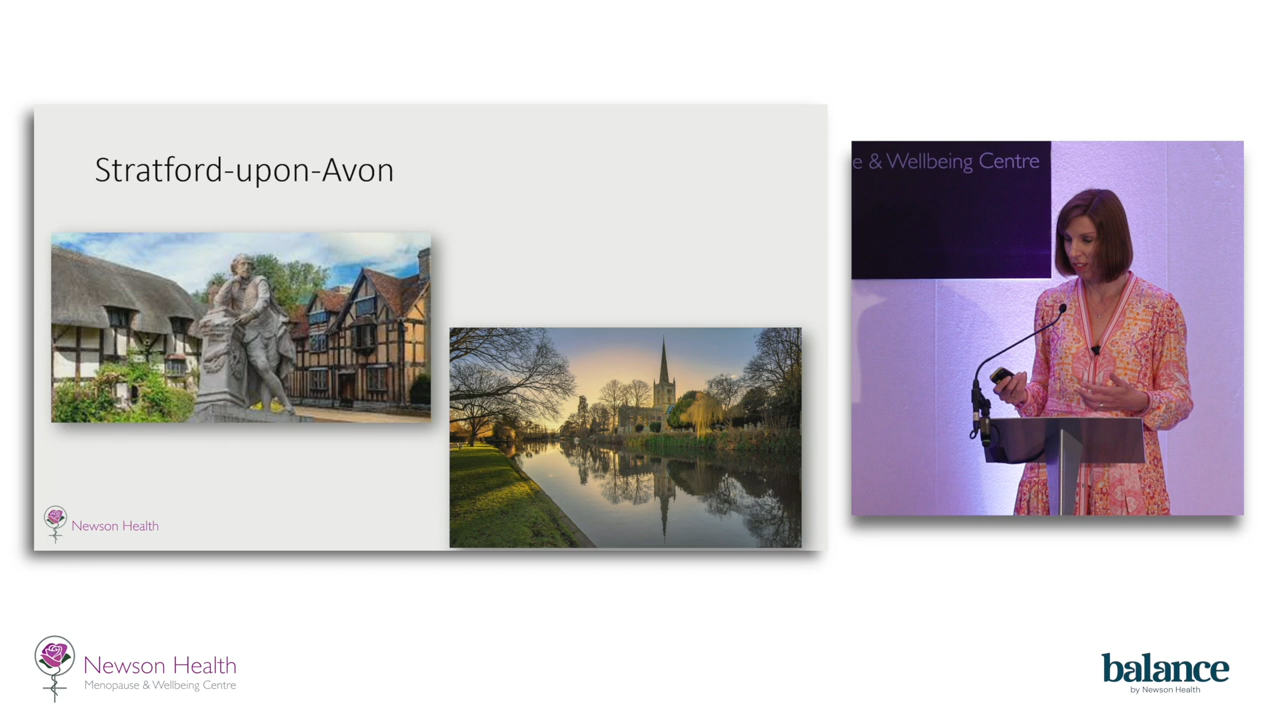 Stratford-upon-Avon
Newson Health
e & Wellbeing Centre
Newson Health
Menopause & Wellbeing Centre
balance
by Newson Health